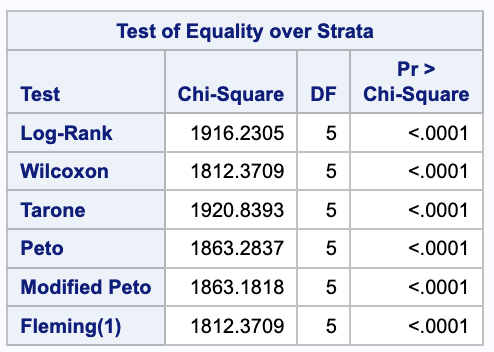 Test of Equality over Strata
Test Chi-Square DF Pr > Chi-Square
Log-Rank 1916.2305 5 <.0001
Wilcoxon 1812.3709 5 <.0001
Tarone 1920.8393 5 <.0001
Peto 1863.2837 5 <.0001
Modified Peto 1863.1818 5 <.0001
Fleming(1) 1812.3709 5 <.0001